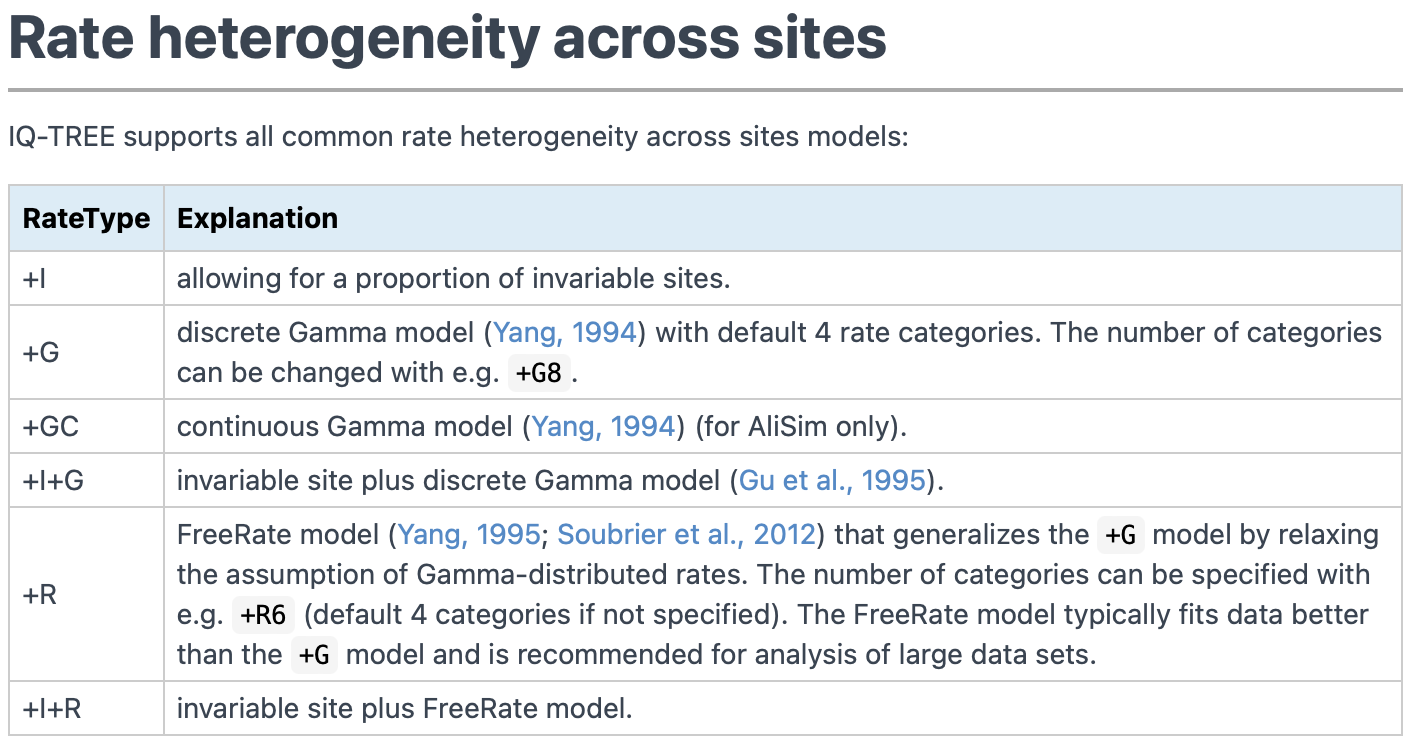 Rate heterogeneity across sites
IQ-TREE supports all common rate heterogeneity across sites models:
RateType Explanation
+I allowing for a proportion of invariable sites.
+G discrete Gamma model (Yang, 1994) with default 4 rate categories. The number of categories
can be changed with e.g. +G8 .
+GC continuous Gamma model (Yang, 1994) (for AliSim only).
+I+G invariable site plus discrete Gamma model (Gu et al., 1995).
+R FreeRate model (Yang, 1995; Soubrier et al., 2012) that generalizes the +G model by relaxing
the assumption of Gamma-distributed rates. The number of categories can be specified with
e.g. +R6 (default 4 categories if not specified). The FreeRate model typically fits data better
than the +G model and is recommended for analysis of large data sets.
+I+R invariable site plus FreeRate model.